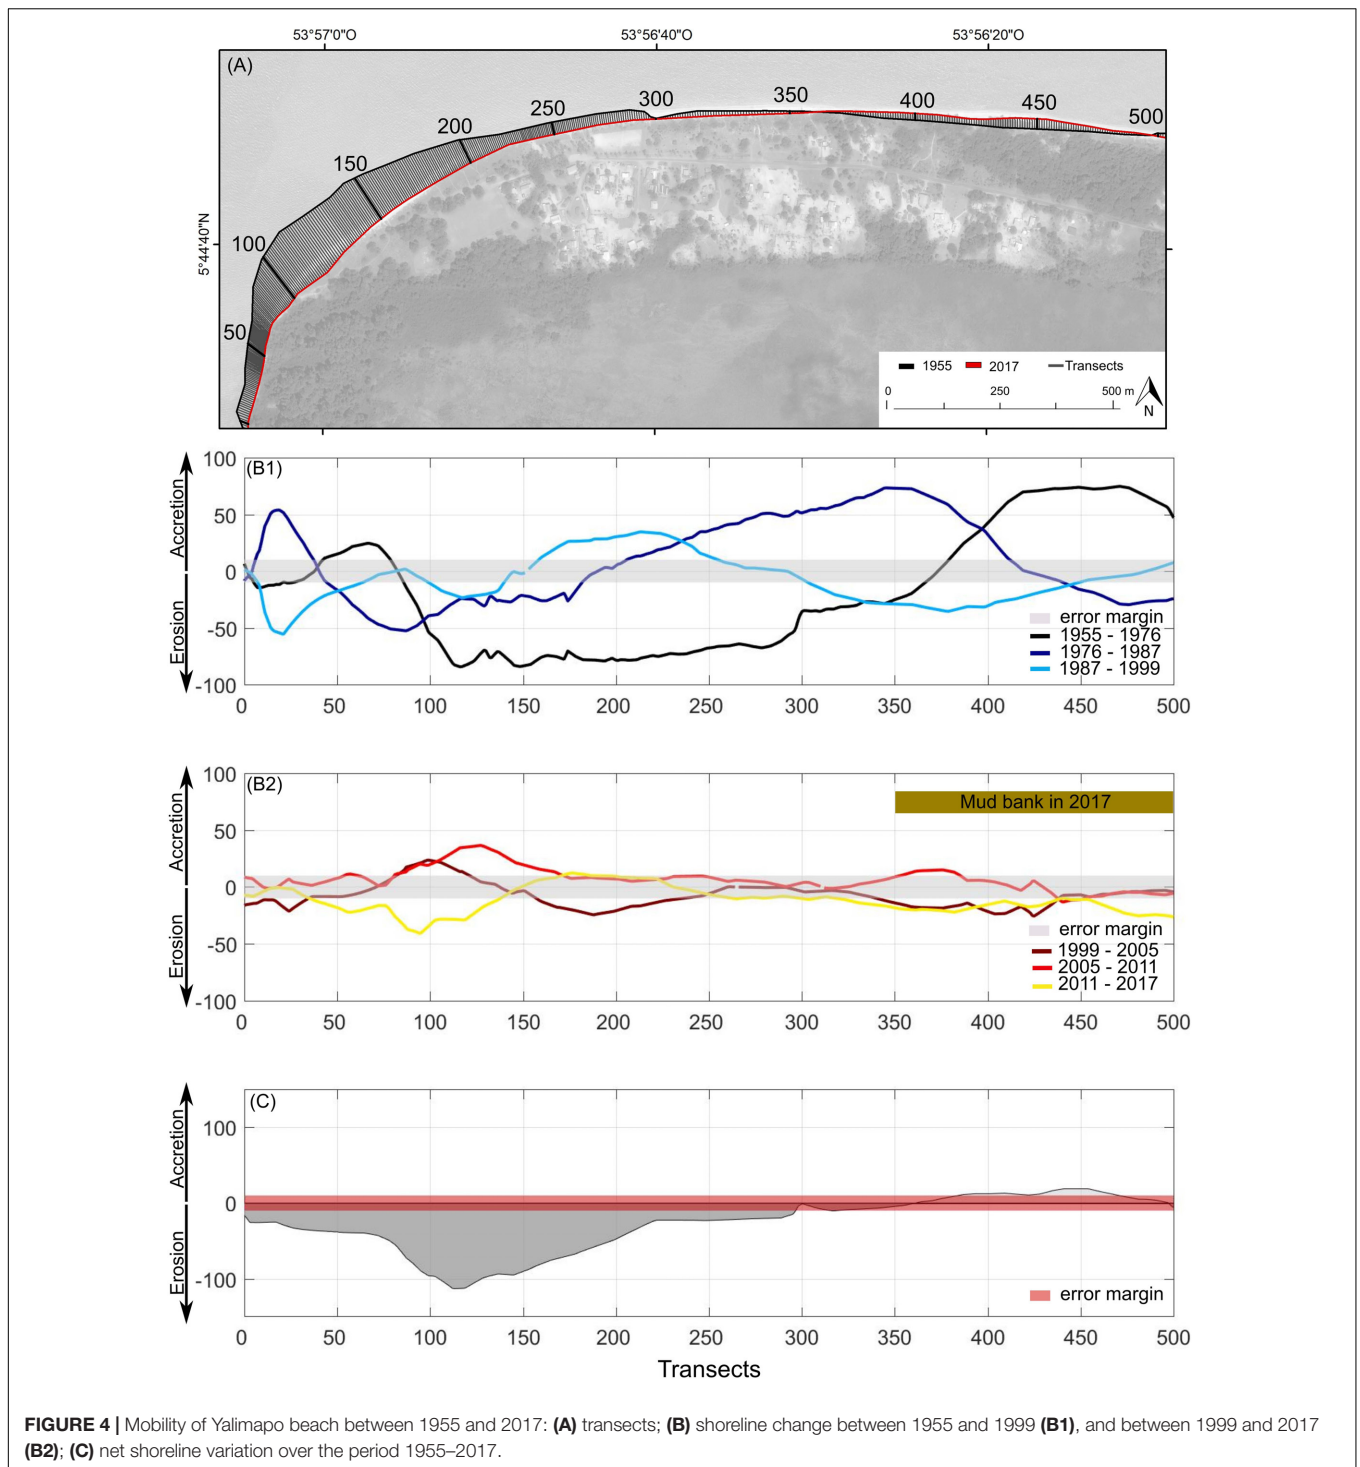 53°57'0"O 53°56'40"O 53°56'20"O
(A)
5°44'40"N
50 100 150 200 250 300 350 400 450 500
1955 2017 Transects
0 250 500 m
N
(B1)
Accretion
Erosion
100
50
0
-50
-100
error margin
1955 - 1976
1976 - 1987
1987 - 1999
0 50 100 150 200 250 300 350 400 450 500
(B2)
Accretion
Erosion
100
50
0
-50
-100
Mud bank in 2017
error margin
1999 - 2005
2005 - 2011
2011 - 2017
0 50 100 150 200 250 300 350 400 450 500
(C)
Accretion
Erosion
100
0
-100
error margin
0 50 100 150 200 250 300 350 400 450 500
Transects
FIGURE 4 | Mobility of Yalimapo beach between 1955 and 2017: (A) transects; (B) shoreline change between 1955 and 1999 (B1), and between 1999 and 2017
(B2); (C) net shoreline variation over the period 1955–2017.